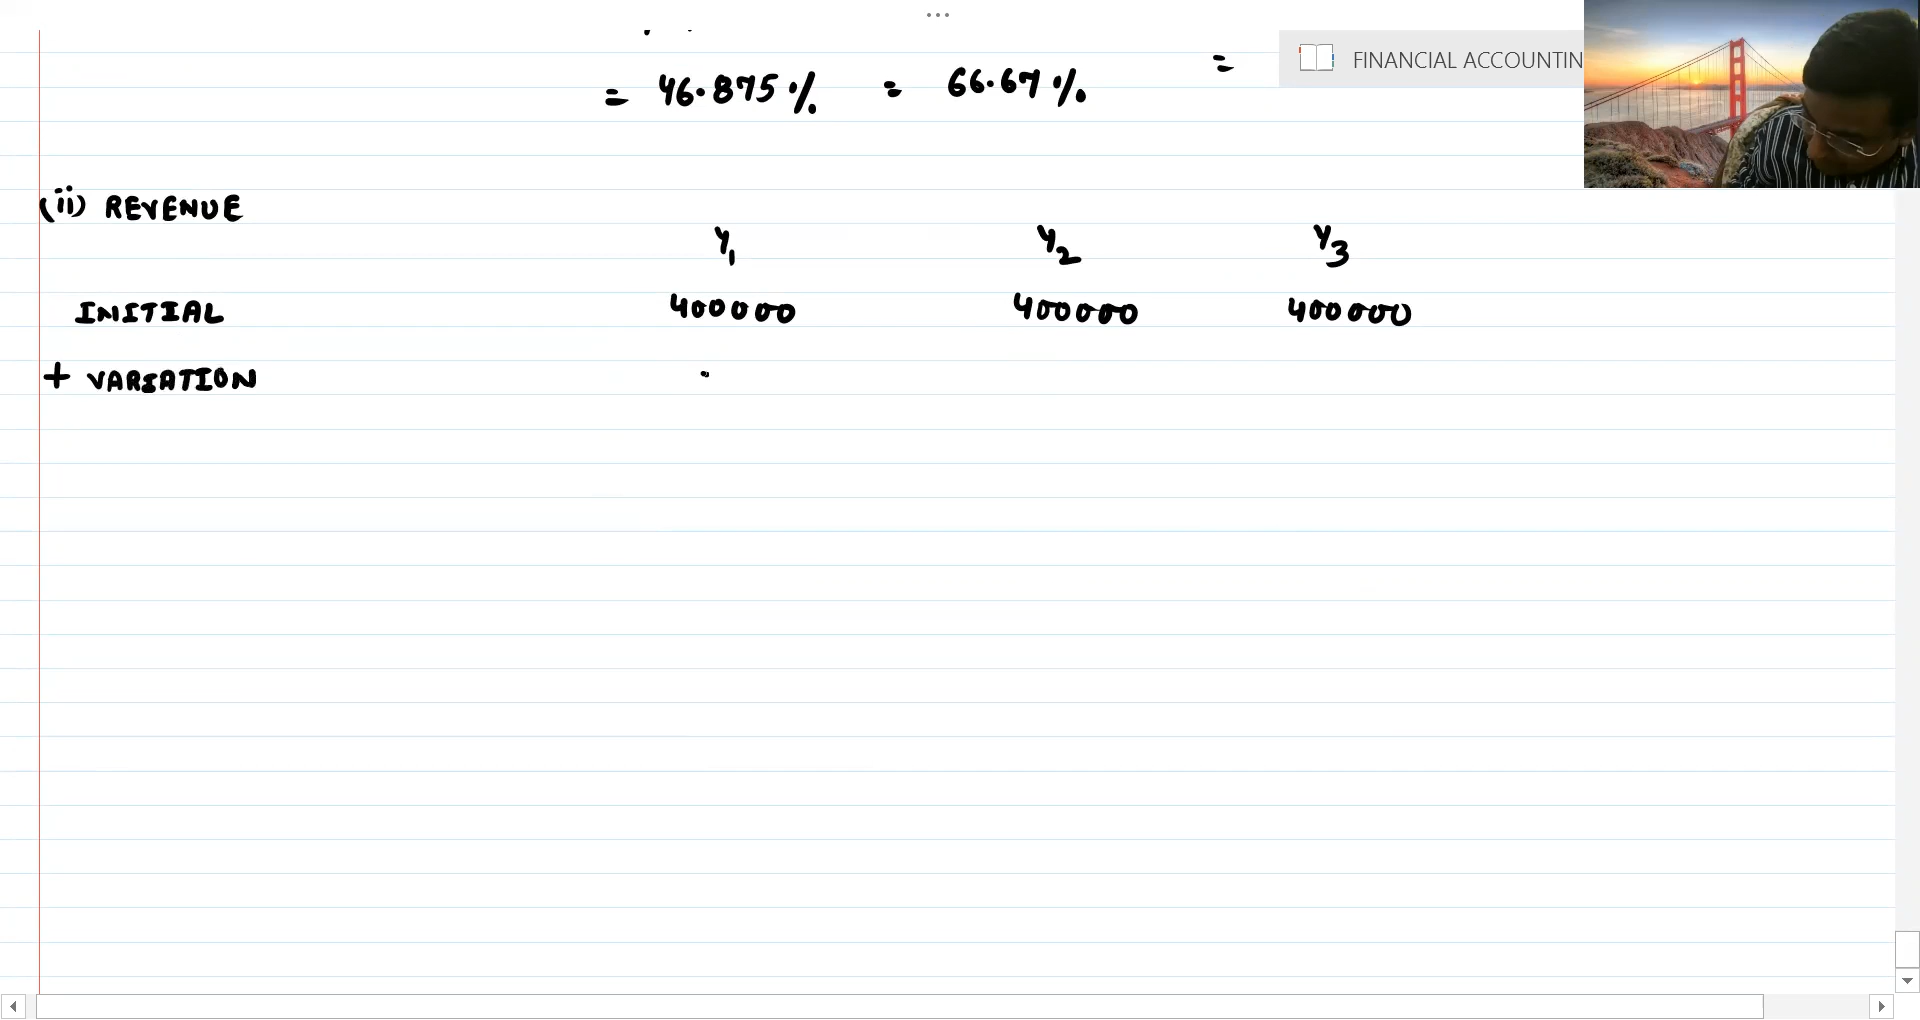 FINANCIAL ACCOUNTIN
= 46.875% = 66.67% =
(ii) REVENUE
Y1 Y2 Y3
INITIAL 400000 400000 400000
+ VARIATION